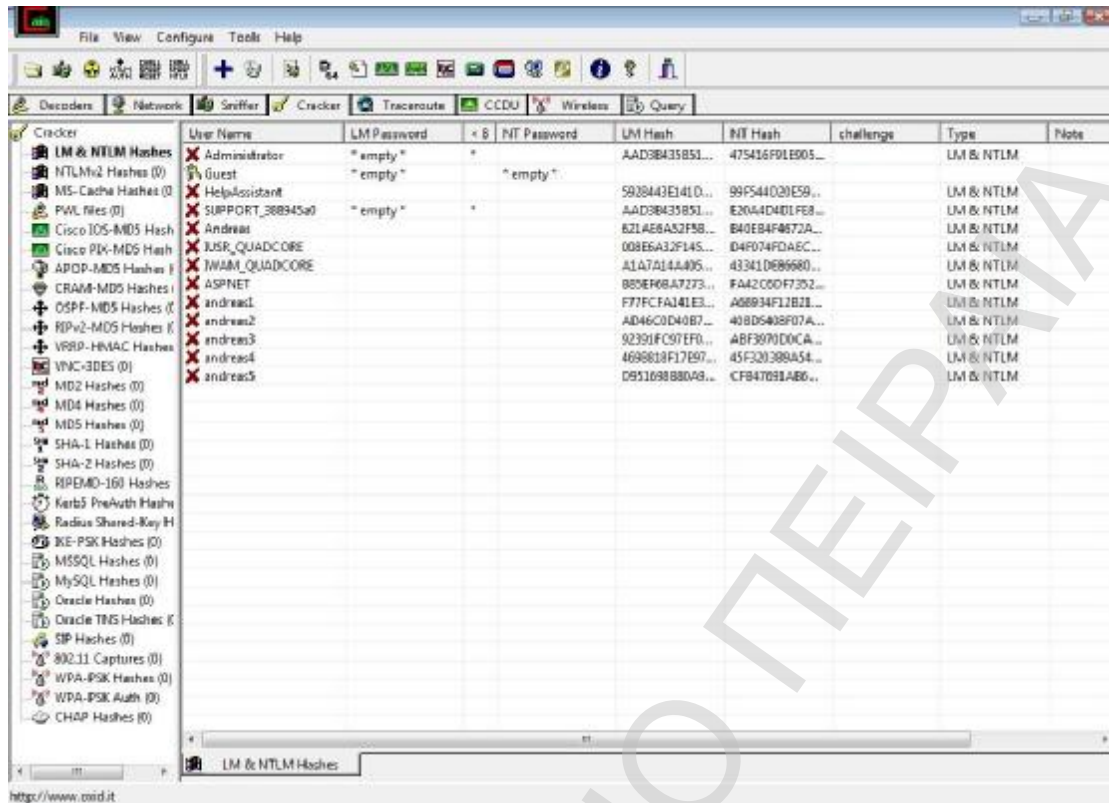 Cain
File View Configure Tools Help
Decoders Network Sniffer Cracker Traceroute CCDU Wireless Query
Cracker
LM & NTLM Hashes
NTLMv2 Hashes (0)
MS-Cache Hashes (0
PWL files (0)
Cisco IOS-MD5 Hash
Cisco PIX-MD5 Hash
APOP-MD5 Hashes (
CRAM-MD5 Hashes (
OSPF-MD5 Hashes (0
RIPv2-MD5 Hashes (
VRRP-HMAC Hashes
VNC-3DES (0)
MD2 Hashes (0)
MD4 Hashes (0)
MD5 Hashes (0)
SHA-1 Hashes (0)
SHA-2 Hashes (0)
RIPEMD-160 Hashes
Kerb5 PreAuth Hashe
Radius Shared-Key H
IKE-PSK Hashes (0)
MSSQL Hashes (0)
MySQL Hashes (0)
Oracle Hashes (0)
Oracle TNS Hashes (
SIP Hashes (0)
802.11 Captures (0)
WPA-PSK Hashes (0)
WPA-PSK Auth (0)
CHAP Hashes (0)
User Name LM Password < 8 NT Password LM Hash NT Hash challenge Type Note
Administrator * empty * * AAD3B435B51... LM & NTLM
Guest * empty * * empty *
HelpAssistant LM & NTLM
SUPPORT_388945a0 * empty * * AAD3B435B51... LM & NTLM
Andreas LM & NTLM
IUSR_QUADCORE LM & NTLM
IWAM_QUADCORE LM & NTLM
ASPNET LM & NTLM
andreas1 LM & NTLM
andreas2 LM & NTLM
andreas3 LM & NTLM
andreas4 LM & NTLM
andreas5 LM & NTLM
LM & NTLM Hashes
http://www.oxid.it
Ο ΠΕΙΡΑΙΑ